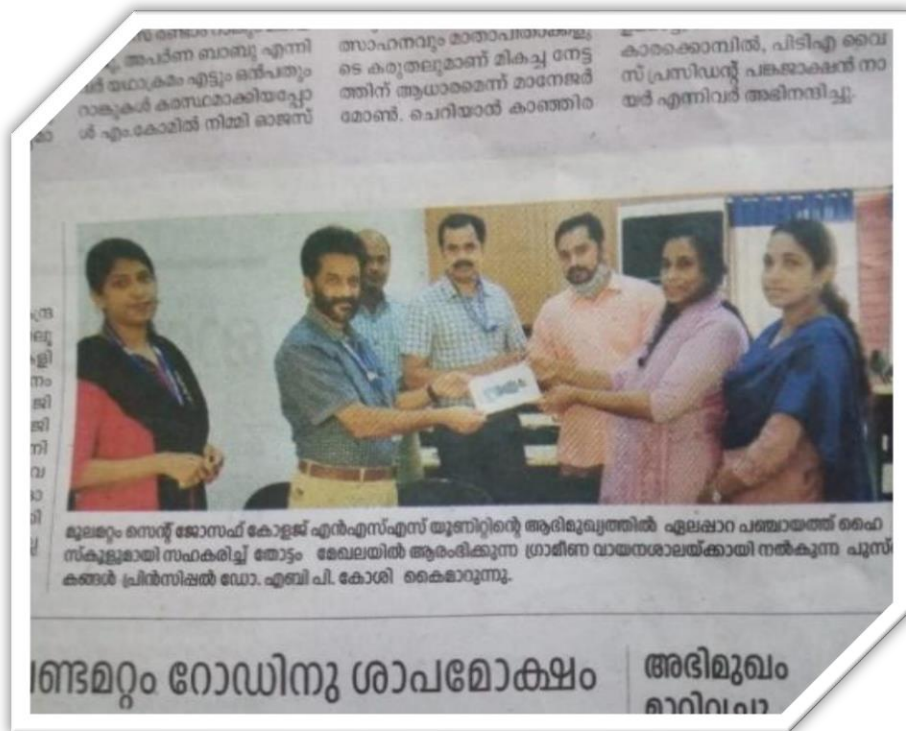 അപർണ ബാബു എന്നി
യഥാക്രമം എട്ടും ഒൻപതും
റാങ്കുകൾ കരസ്ഥമാക്കിയപ്പോ
ൾ എം.കോമിൽ നിമ്മി ഓജസ്
ത്സാഹനവും മാതാപിതാക്കളു
ടെ കരുതലുമാണ് മികച്ച നേട്ട
ത്തിന് ആധാരമെന്ന് മാനേജർ
മോൺ. ചെറിയാൻ കാഞ്ഞിര
കാരക്കൊമ്പിൽ, പിടിഎ വൈ
സ് പ്രസിഡന്റ് പങ്കജാക്ഷൻ നാ
യർ എന്നിവർ അഭിനന്ദിച്ചു.
മൂലമറ്റം സെന്റ് ജോസഫ് കോളജ് എൻഎസ്എസ് യൂണിറ്റിന്റെ ആഭിമുഖ്യത്തിൽ ഏലപ്പാറ പഞ്ചായത്ത് ഹൈ
സ്കൂളുമായി സഹകരിച്ച് തോട്ടം മേഖലയിൽ ആരംഭിക്കുന്ന ഗ്രാമീണ വായനശാലയ്ക്കായി നൽകുന്ന പുസ്
കങ്ങൾ പ്രിൻസിപ്പൽ ഡോ. എബി പി. കോശി കൈമാറുന്നു.
ണ്ടമറ്റം റോഡിനു ശാപമോക്ഷം
അഭിമുഖം
മാറ്റിവച്ചു